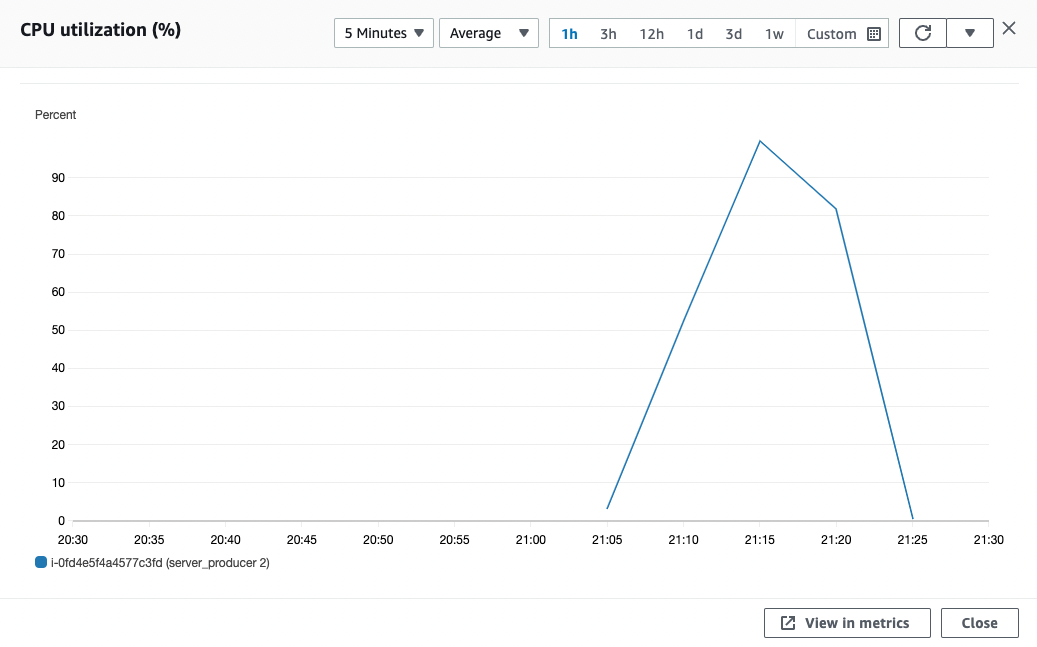 CPU utilization (%)
5 Minutes Average 1h 3h 12h 1d 3d 1w Custom
Percent
90
80
70
60
50
40
30
20
10
0
20:30 20:35 20:40 20:45 20:50 20:55 21:00 21:05 21:10 21:15 21:20 21:25 21:30
i-0fd4e5f4a4577c3fd (server_producer 2)
View in metrics Close